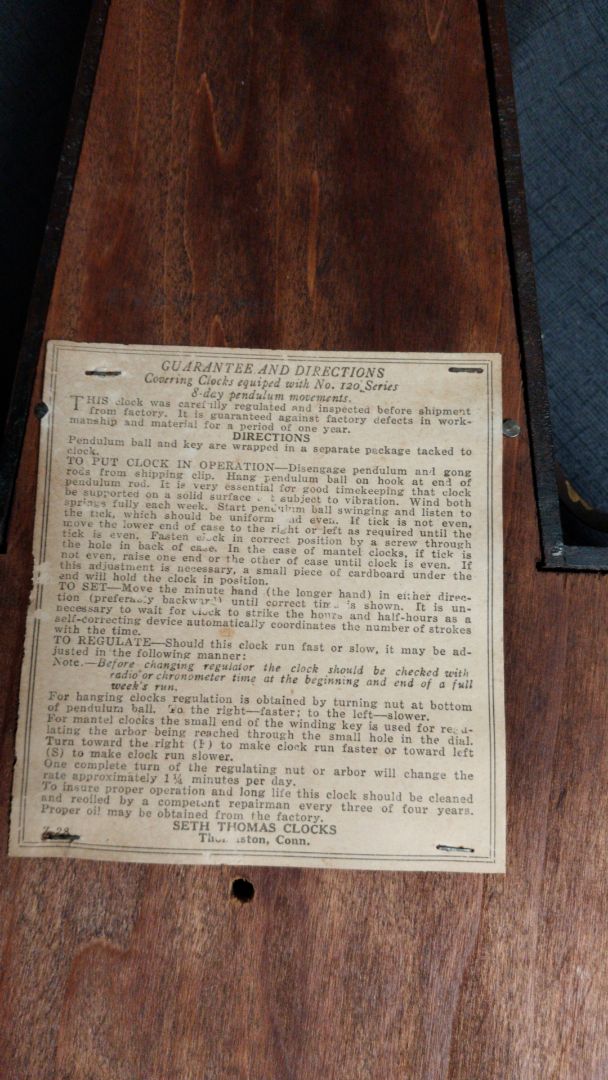 GUARANTEE AND DIRECTIONS
Covering Clocks equiped with No. 120 Series
8-day pendulum movements.
THIS clock was carefully regulated and inspected before shipment
from factory. It is guaranteed against factory defects in work-
manship and material for a period of one year.
DIRECTIONS
Pendulum ball and key are wrapped in a separate package tacked to
clock.
TO PUT CLOCK IN OPERATION—Disengage pendulum and gong
rods from shipping clip. Hang pendulum ball on hook at end of
pendulum rod. It is very essential for good timekeeping that clock
be supported on a solid surface subject to vibration. Wind both
springs fully each week. Start pendulum ball swinging and listen to
the tick, which should be uniform and even. If tick is not even,
move the lower end of case to the right or left as required until the
tick is even. Fasten clock in correct position by a screw through
the hole in back of case. In the case of mantel clocks, if tick is
not even, raise one end or the other of case until clock is even. If
this adjustment is necessary, a small piece of cardboard under the
end will hold the clock in position.
TO SET—Move the minute hand (the longer hand) in either direc-
tion (preferably backward) until correct time is shown. It is un-
necessary to wait for clock to strike the hours and half-hours as a
self-correcting device automatically coordinates the number of strokes
with the time.
TO REGULATE—Should this clock run fast or slow, it may be ad-
justed in the following manner:
Note.—Before changing regulator the clock should be checked with
radio or chronometer time at the beginning and end of a full
week's run.
For hanging clocks regulation is obtained by turning nut at bottom
of pendulum ball. To the right—faster; to the left—slower.
For mantel clocks the small end of the winding key is used for regu-
lating the arbor being reached through the small hole in the dial.
Turn toward the right (F) to make clock run faster or toward left
(S) to make clock run slower.
One complete turn of the regulating nut or arbor will change the
rate approximately 1¼ minutes per day.
To insure proper operation and long life this clock should be cleaned
and reoiled by a competent repairman every three of four years.
Proper oil may be obtained from the factory.
SETH THOMAS CLOCKS
Thomaston, Conn.